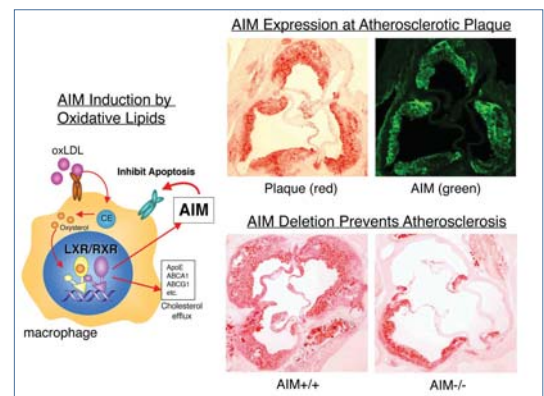 AIM Expression at Atherosclerotic Plaque
Plaque (red)
AIM (green)
AIM Induction by
Oxidative Lipids
oxLDL
Inhibit Apoptosis
AIM
CE
Oxysterol
LXR/RXR
ApoE
ABCA1
ABCG1
etc.
Cholesterol
efflux
macrophage
AIM Deletion Prevents Atherosclerosis
AIM+/+
AIM-/-